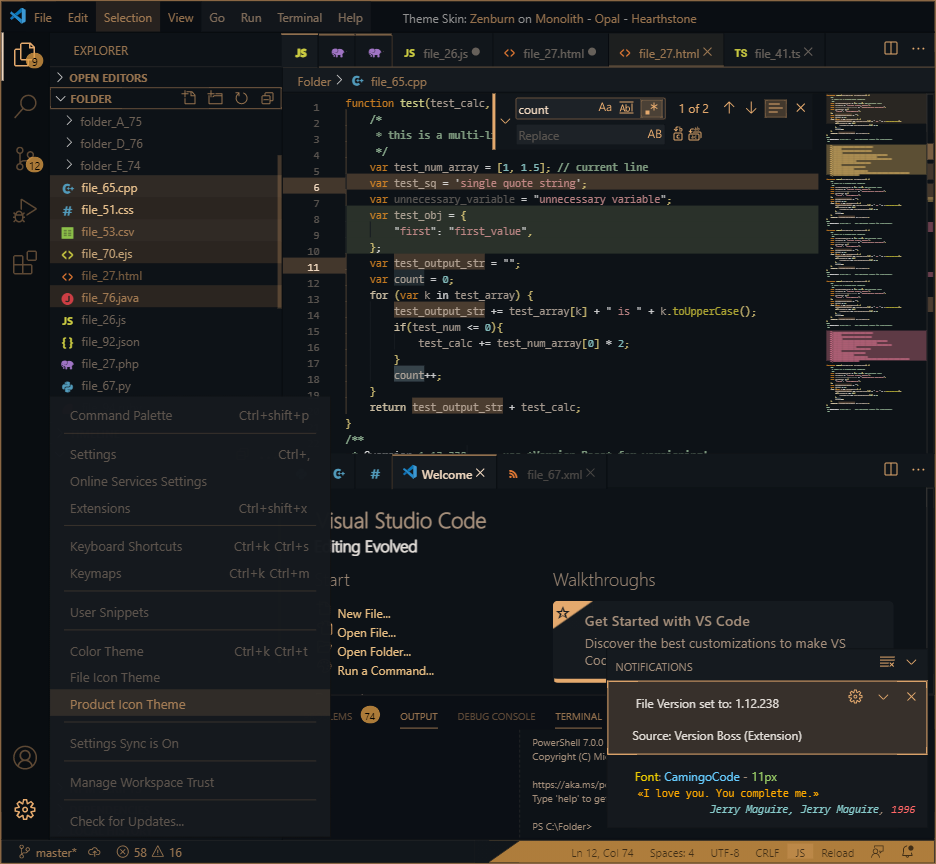 File Edit Selection View Go Run Terminal Help Theme Skin: Zenburn on Monolith - Opal - Hearthstone
9
EXPLORER
OPEN EDITORS
FOLDER
folder_A_75
folder_D_76
folder_E_74
file_65.cpp
file_51.css
file_53.csv
file_70.ejs
file_27.html
file_76.java
file_26.js
file_92.json
file_27.php
file_67.py
12
JS JS file_26.js file_27.html file_27.html TS file_41.ts
Folder file_65.cpp
count Aa Abl .* 1 of 2
Replace AB
1 function test(test_calc,
2 /*
3 * this is a multi-li
4 */
5 var test_num_array = [1, 1.5]; // current line
6 var test_sq = 'single quote string';
7 var unnecessary_variable = "unnecessary variable";
8 var test_obj = {
9 "first": "first_value",
10 };
11 var test_output_str = "";
12 var count = 0;
13 for (var k in test_array) {
14 test_output_str += test_array[k] + " is " + k.toUpperCase();
15 if(test_num <= 0){
16 test_calc += test_num_array[0] * 2;
17 }
18 count++;
19 }
return test_output_str + test_calc;
}
/**
Command Palette Ctrl+shift+p
Settings Ctrl+,
Online Services Settings
Extensions Ctrl+shift+x
Keyboard Shortcuts Ctrl+k Ctrl+s
Keymaps Ctrl+k Ctrl+m
User Snippets
Color Theme Ctrl+k Ctrl+t
File Icon Theme
Product Icon Theme
Settings Sync is On
Manage Workspace Trust
Check for Updates...
# Welcome file_67.xml
isual Studio Code
iting Evolved
art
New File...
Open File...
Open Folder...
Run a Command...
Walkthroughs
Get Started with VS Code
Discover the best customizations to make VS
Coc
LEMS 74 OUTPUT DEBUG CONSOLE TERMINAL
PowerShell 7.0.0
Copyright (C) Mi
https://aka.ms/p
Type 'help' to ge
PS C:\Folder>
NOTIFICATIONS
File Version set to: 1.12.238
Source: Version Boss (Extension)
Font: CamingoCode - 11px
«I love you. You complete me.»
Jerry Maguire, Jerry Maguire, 1996
master* 58 16 Ln 12, Col 74 Spaces: 4 UTF-8 CRLF JS Reload